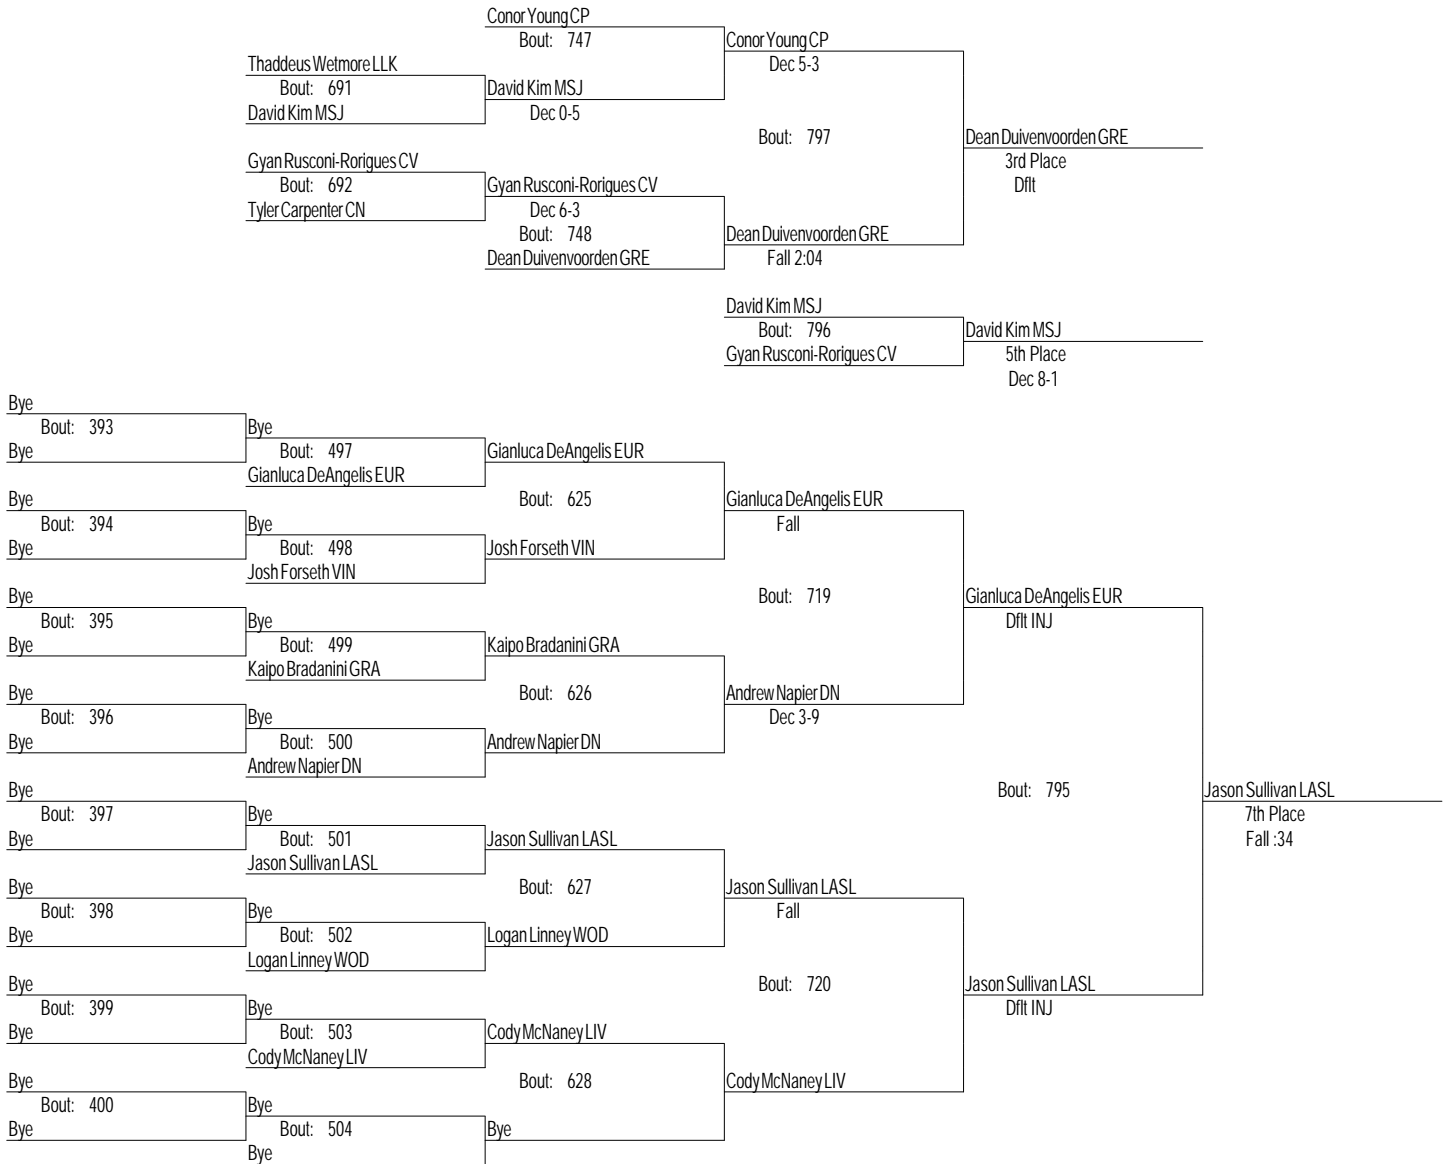 Conor Young CP
Bout: 747
Conor Young CP
Thaddeus Wetmore LLK
Dec 5-3
Bout: 691
David Kim MSJ
David Kim MSJ
Dec 0-5
Bout: 797
Dean Duivenvoorden GRE
Gyan Rusconi-Rorigues CV
3rd Place
Bout: 692
Gyan Rusconi-Rorigues CV
Dflt
Tyler Carpenter CN
Dec 6-3
Bout: 748
Dean Duivenvoorden GRE
Dean Duivenvoorden GRE
Fall 2:04
David Kim MSJ
Bout: 796
David Kim MSJ
Gyan Rusconi-Rorigues CV
5th Place
Dec 8-1
Bye
Bout: 393
Bye
Bye
Bout: 497
Gianluca DeAngelis EUR
Gianluca DeAngelis EUR
Bye
Bout: 625
Gianluca DeAngelis EUR
Bout: 394
Bye
Fall
Bye
Bout: 498
Josh Forseth VIN
Josh Forseth VIN
Bye
Bout: 719
Gianluca DeAngelis EUR
Bout: 395
Bye
Dflt INJ
Bye
Bout: 499
Kaipo Bradanini GRA
Kaipo Bradanini GRA
Bye
Bout: 626
Andrew Napier DN
Bout: 396
Bye
Dec 3-9
Bye
Bout: 500
Andrew Napier DN
Andrew Napier DN
Bye
Bout: 795
Jason Sullivan LASL
Bout: 397
Bye
7th Place
Bye
Bout: 501
Jason Sullivan LASL
Fall :34
Jason Sullivan LASL
Bye
Bout: 627
Jason Sullivan LASL
Bout: 398
Bye
Fall
Bye
Bout: 502
Logan Linney WOD
Logan Linney WOD
Bye
Bout: 720
Jason Sullivan LASL
Bout: 399
Bye
Dflt INJ
Bye
Bout: 503
Cody McNaney LIV
Cody McNaney LIV
Bye
Bout: 628
Cody McNaney LIV
Bout: 400
Bye
Bye
Bout: 504
Bye
Bye